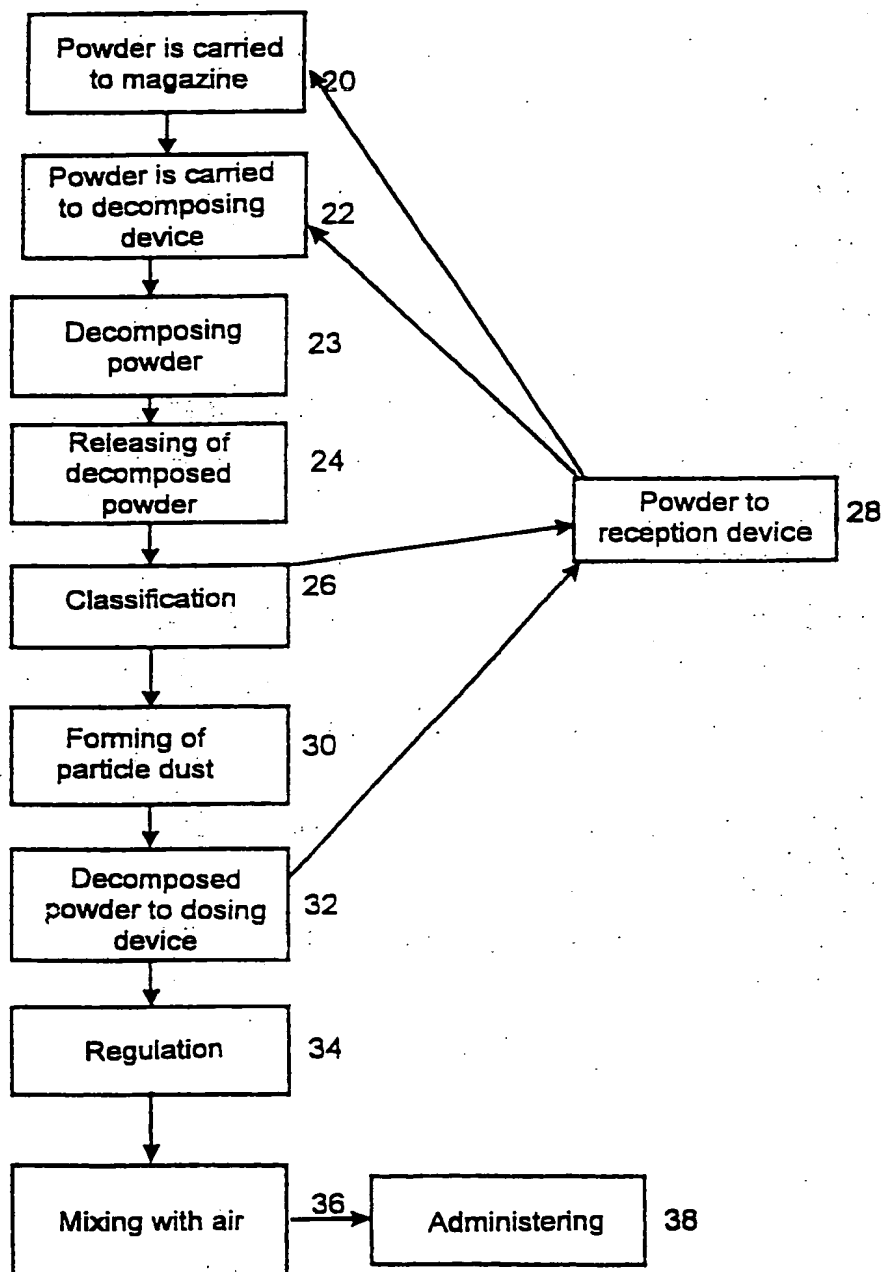 Powder is carried
to magazine
20
Powder is carried
to decomposing
device
22
Decomposing
powder
23
Releasing of
decomposed
powder
24
Powder to
reception device
28
Classification
26
Forming of
particle dust
30
Decomposed
powder to dosing
device
32
Regulation
34
Mixing with air
36
Administering
38